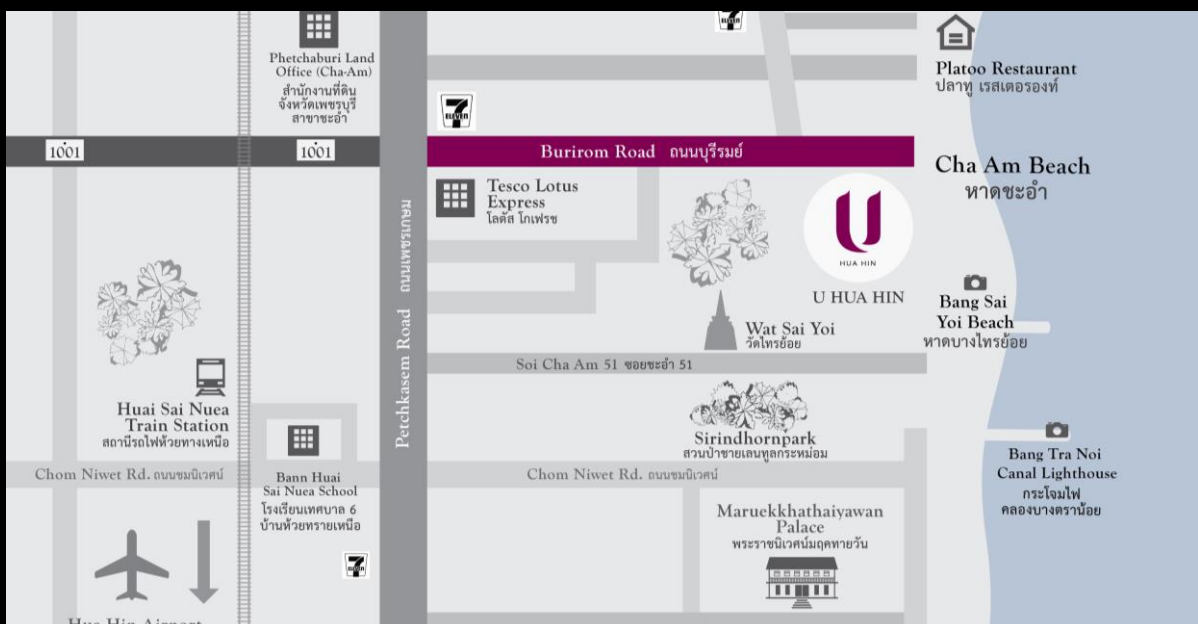 Phetchaburi Land
Office (Cha-Am)
สำนักงานที่ดิน
จังหวัดเพชรบุรี
สาขาชะอำ
7
ELEVEN
7
ELEVEN
Platoo Restaurant
ปลาทู เรสเตอรองท์
1001
1001
Burirom Road ถนนบุรีรมย์
Cha Am Beach
หาดชะอำ
Tesco Lotus
Express
โลตัส โกเฟรช
Petchkasem Road ถนนเพชรเกษม
U
HUA HIN
U HUA HIN
Bang Sai
Yoi Beach
หาดบางไทรย้อย
Wat Sai Yoi
วัดไทรย้อย
Soi Cha Am 51 ซอยชะอำ 51
Huai Sai Nuea
Train Station
สถานีรถไฟห้วยทางเหนือ
Sirindhornpark
สวนป่าชายเลนทูลกระหม่อม
Bang Tra Noi
Canal Lighthouse
กระโจมไฟ
คลองบางตราน้อย
Chom Niwet Rd. ถนนชมนิเวศน์
Bann Huai
Sai Nuea School
โรงเรียนเทศบาล 6
บ้านห้วยทรายเหนือ
Chom Niwet Rd. ถนนชมนิเวศน์
Maruekkhathaiyawan
Palace
พระราชนิเวศน์มฤคทายวัน
7
ELEVEN
Hua Hin Airport